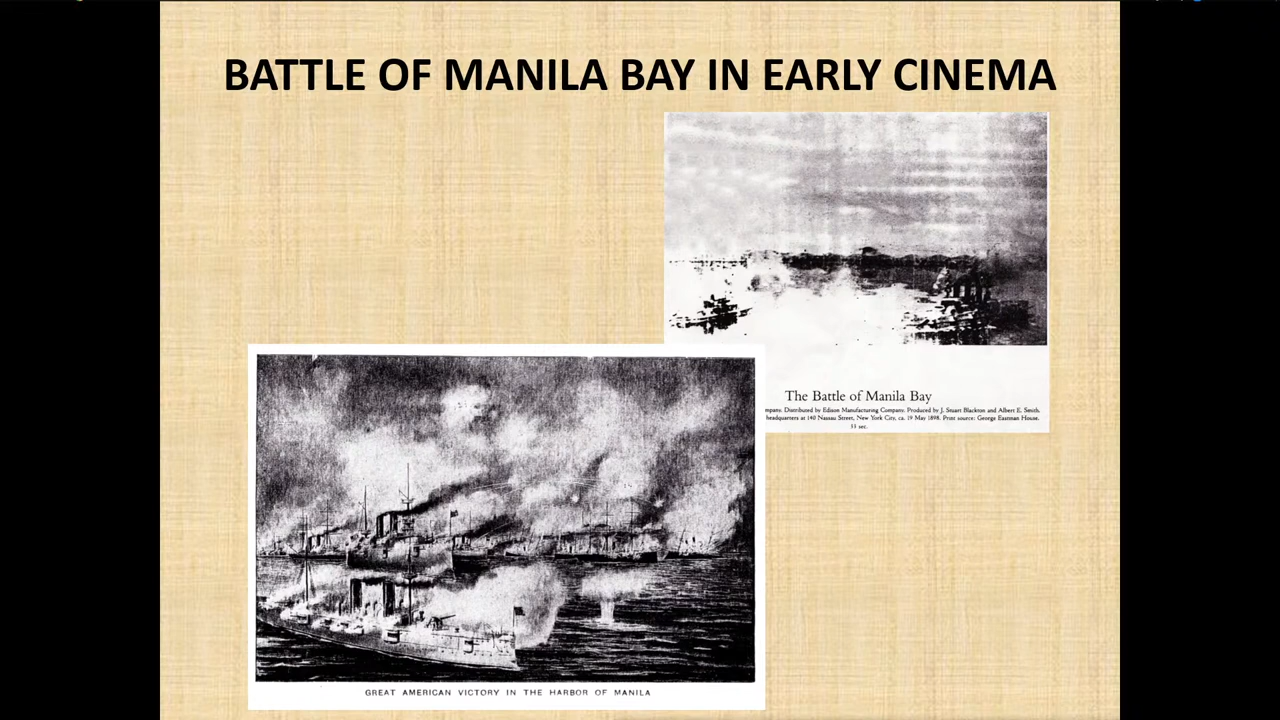 BATTLE OF MANILA BAY IN EARLY CINEMA
The Battle of Manila Bay
mpany. Distributed by Edison Manufacturing Company. Produced by J. Stuart Blackton and Albert E. Smith.
headquarters at 140 Nassau Street, New York City, ca. 19 May 1898. Print source: George Eastman House.
33 sec.
GREAT AMERICAN VICTORY IN THE HARBOR OF MANILA